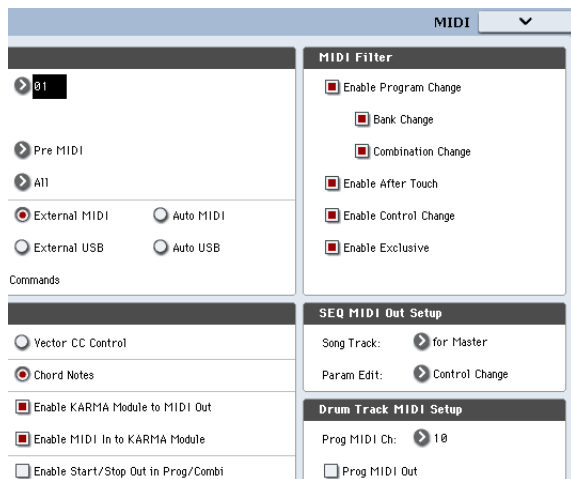 MIDI
01
Pre MIDI
All
External MIDI Auto MIDI
External USB Auto USB
Commands
Vector CC Control
Chord Notes
Enable KARMA Module to MIDI Out
Enable MIDI In to KARMA Module
Enable Start/Stop Out in Prog/Combi
MIDI Filter
Enable Program Change
Bank Change
Combination Change
Enable After Touch
Enable Control Change
Enable Exclusive
SEQ MIDI Out Setup
Song Track: for Master
Param Edit: Control Change
Drum Track MIDI Setup
Prog MIDI Ch: 10
Prog MIDI Out